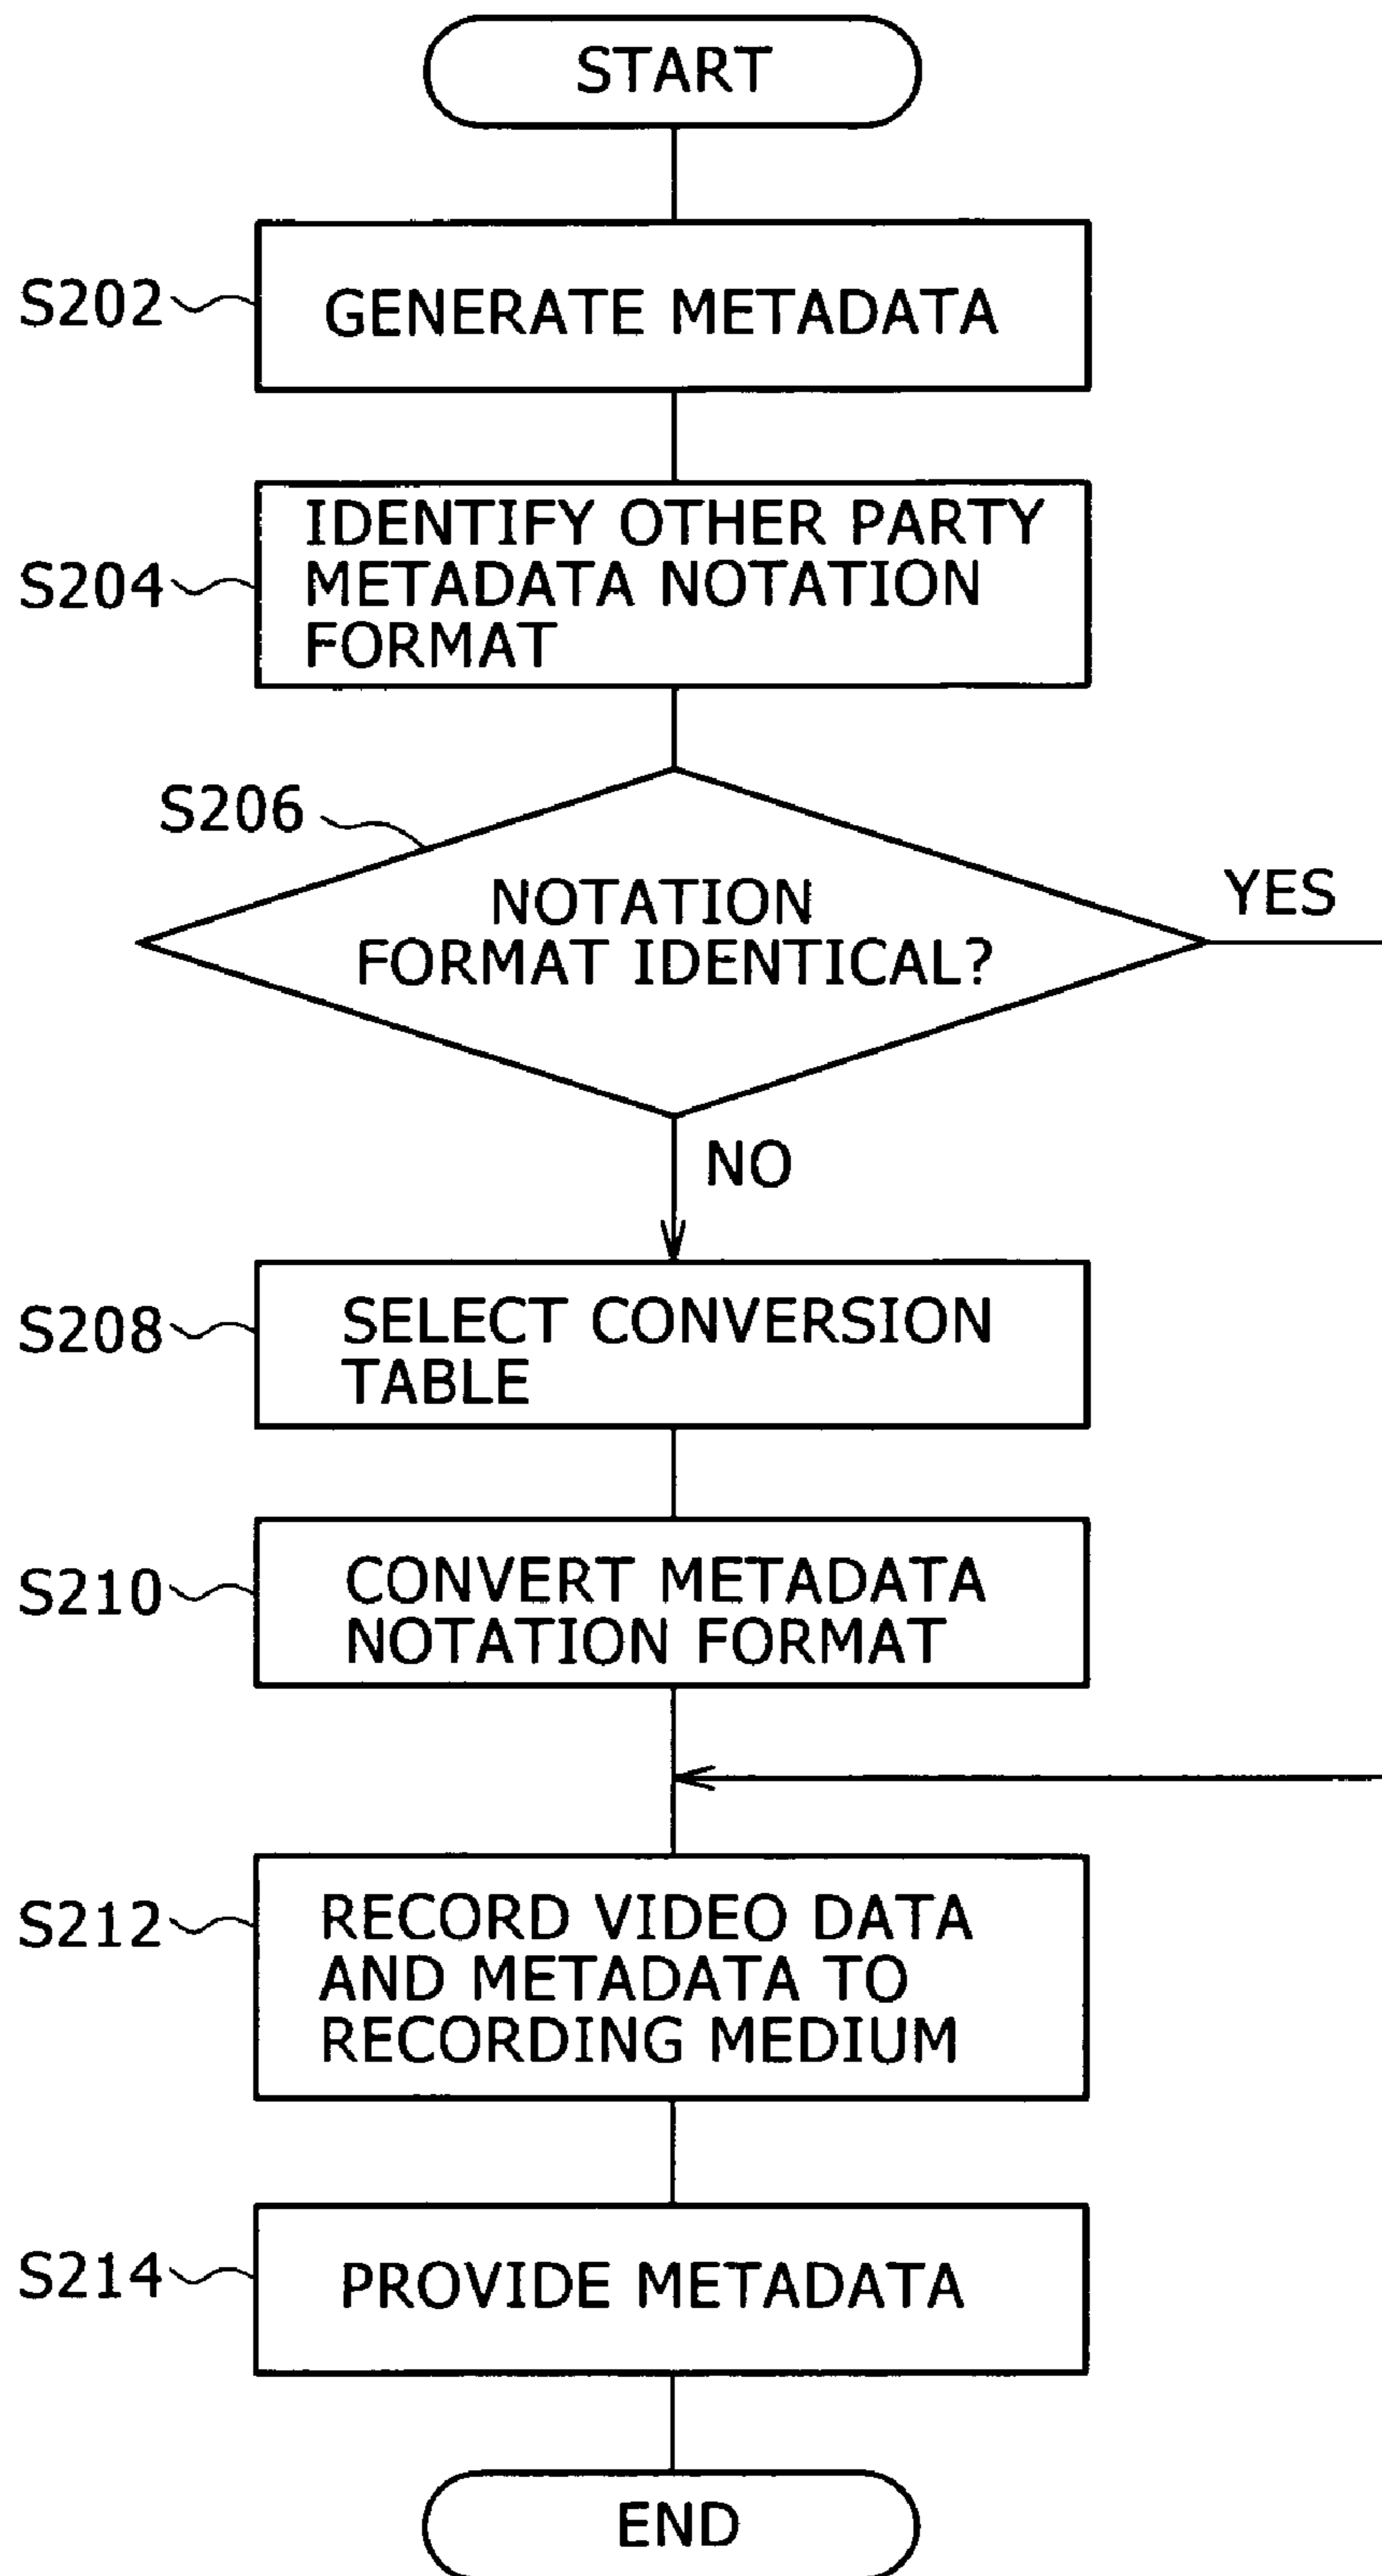 START
S202
GENERATE METADATA
S204
IDENTIFY OTHER PARTY
METADATA NOTATION
FORMAT
S206
NOTATION
FORMAT IDENTICAL?
YES
NO
S208
SELECT CONVERSION
TABLE
S210
CONVERT METADATA
NOTATION FORMAT
S212
RECORD VIDEO DATA
AND METADATA TO
RECORDING MEDIUM
S214
PROVIDE METADATA
END